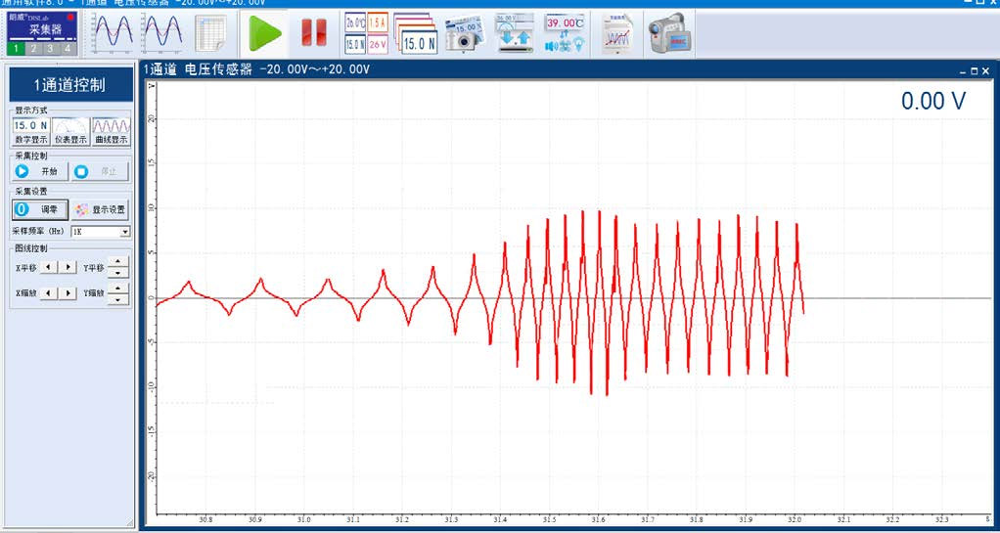 通用软件8.0 - 1通道 电压传感器 -20.00V～+20.00V
朗威®DISLab
采集器
1 2 3 4
20.0℃ 1.5 A
15.0 N 26 V
15.0 N
15.00 N
39.00℃
REC
1通道控制
显示方式
15.0 N
数字显示 仪表显示 曲线显示
采集控制
开始 停止
采集设置
0 调零 显示设置
采样频率 (Hz) 1K
图线控制
X平移 Y平移
X缩放 Y缩放
1通道 电压传感器 -20.00V～+20.00V
0.00 V
V
20
15
10
5
0
-5
-10
-15
-20
30.8 30.9 31.0 31.1 31.2 31.3 31.4 31.5 31.6 31.7 31.8 31.9 32.0 32.1 32.2 32.3 s